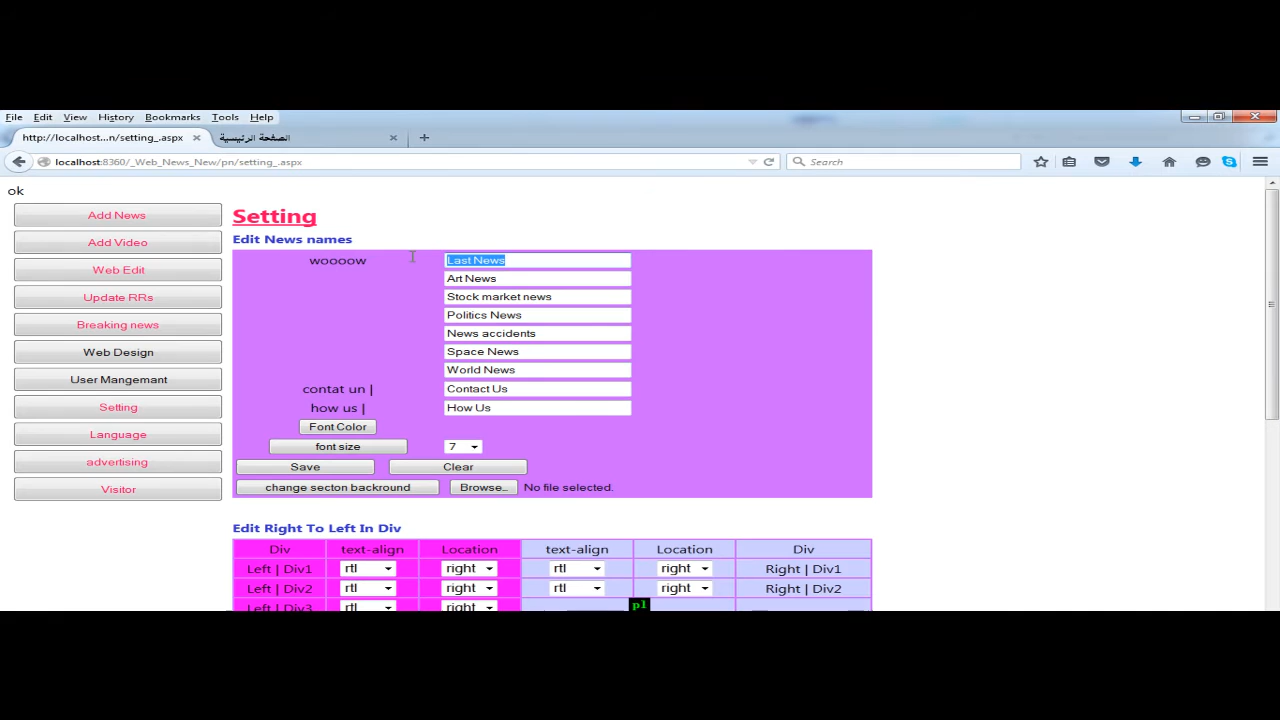 File Edit View History Bookmarks Tools Help
http://localhost...n/setting_.aspx
الصفحة الرئيسية
localhost:8360/_Web_News_New/pn/setting_.aspx
Search
ok
Add News
Add Video
Web Edit
Update RRs
Breaking news
Web Design
User Mangemant
Setting
Language
advertising
Visitor
Setting
Edit News names
woooow Last News
Art News
Stock market news
Politics News
News accidents
Space News
World News
contat un | Contact Us
how us | How Us
Font Color
font size 7
Save Clear
change secton backround Browse.. No file selected.
Edit Right To Left In Div
Div text-align Location text-align Location Div
Left | Div1 rtl right rtl right Right | Div1
Left | Div2 rtl right rtl right Right | Div2
Left | Div3 rtl right
p1